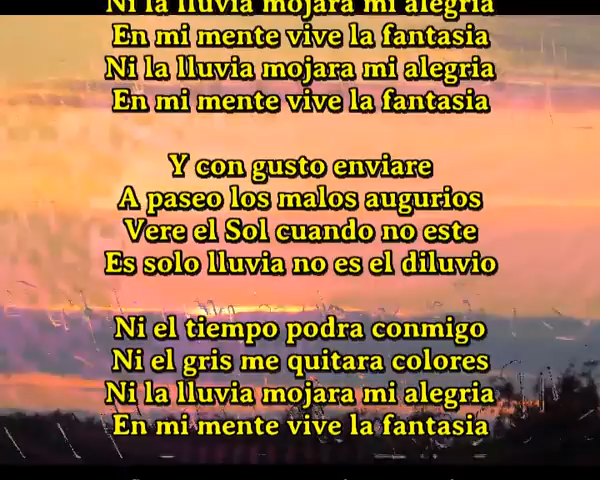 Ni la lluvia mojara mi alegria
En mi mente vive la fantasia
Ni la lluvia mojara mi alegria
En mi mente vive la fantasia
Y con gusto enviare
A paseo los malos augurios
Vere el Sol cuando no este
Es solo lluvia no es el diluvio
Ni el tiempo podra conmigo
Ni el gris me quitara colores
Ni la lluvia mojara mi alegria
En mi mente vive la fantasia